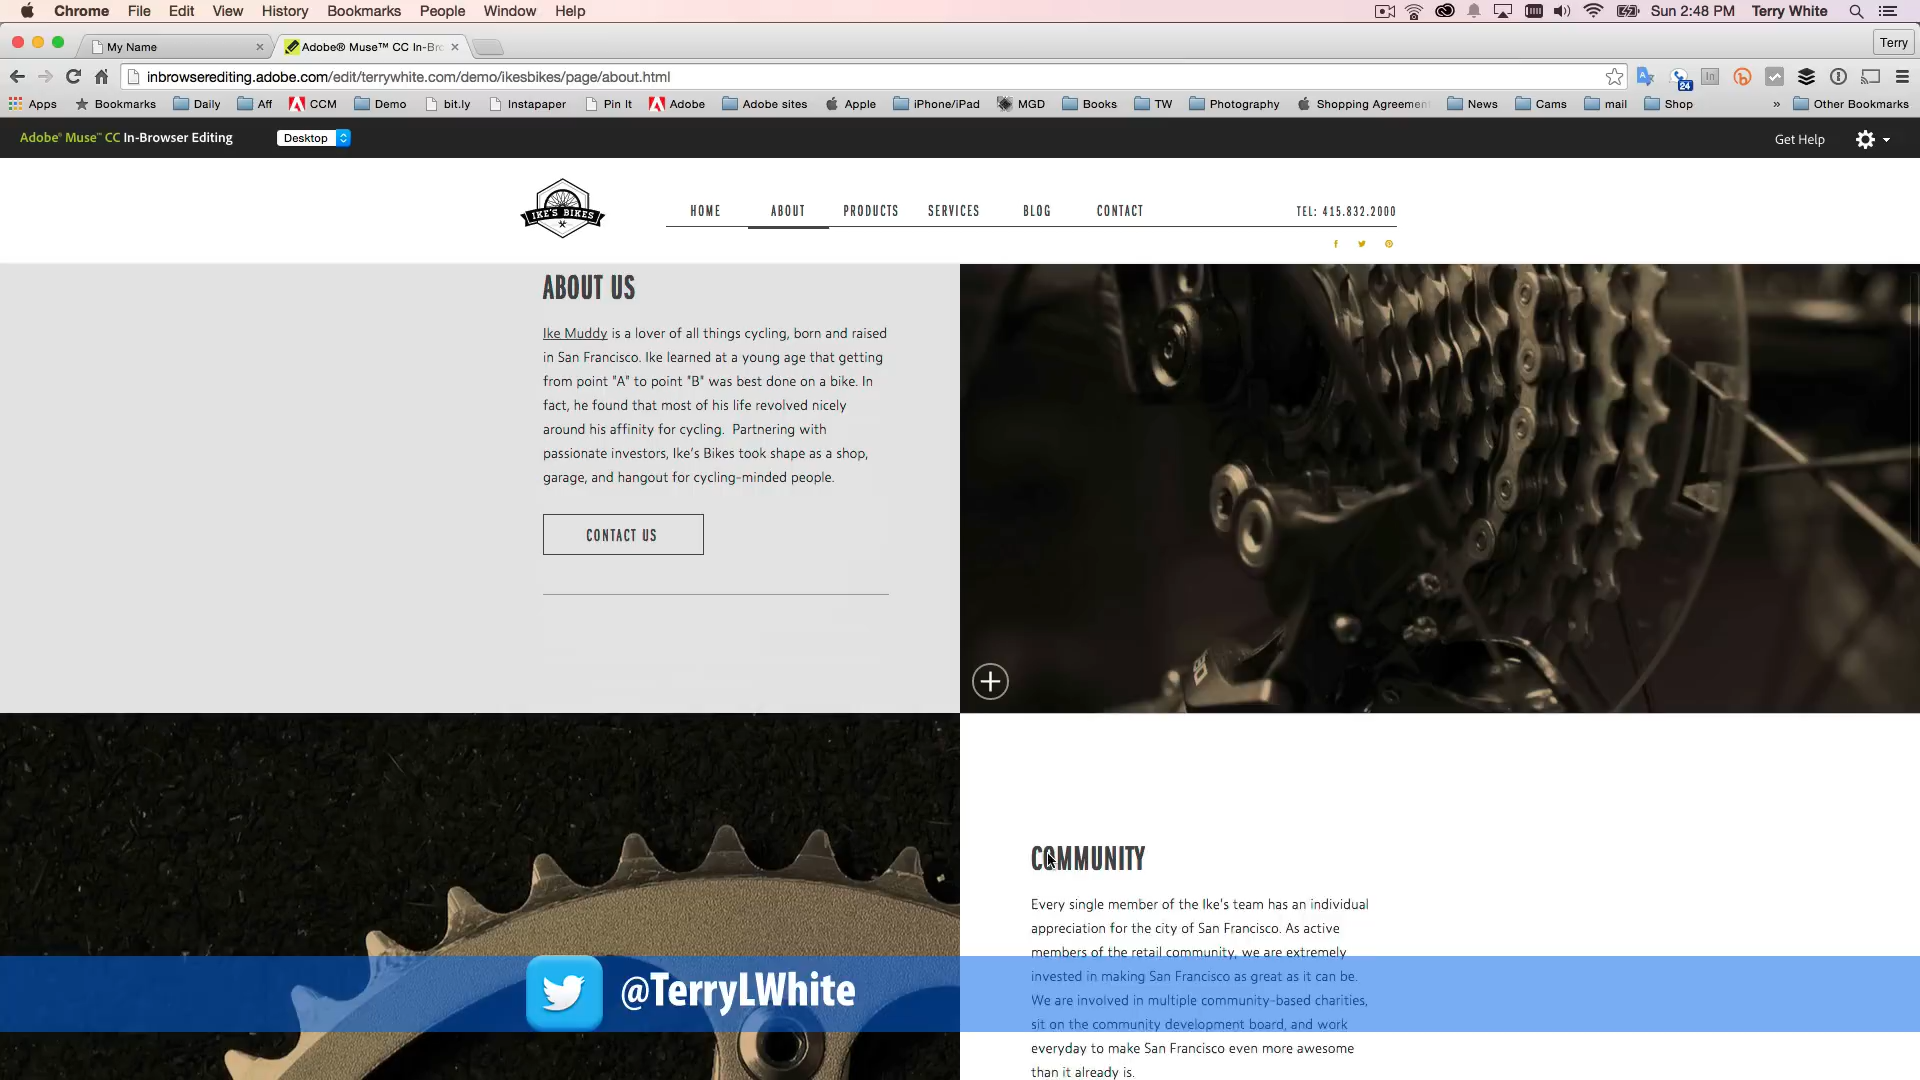 Chrome File Edit View History Bookmarks People Window Help Sun 2:48 PM Terry White
My Name Adobe® Muse™ CC In-Bro Terry
inbrowserediting.adobe.com/edit/terrywhite.com/demo/ikesbikes/page/about.html 24
Apps Bookmarks Daily Aff CCM Demo bit.ly Instapaper Pin It Adobe Adobe sites Apple iPhone/iPad MGD Books TW Photography Shopping Agreemen News Cams mail Shop » Other Bookmarks
Adobe® Muse™ CC In-Browser Editing Desktop Get Help
IKE'S BIKES
HOME ABOUT PRODUCTS SERVICES BLOG CONTACT TEL: 415.832.2000
ABOUT US
Ike Muddy is a lover of all things cycling, born and raised
in San Francisco. Ike learned at a young age that getting
from point "A" to point "B" was best done on a bike. In
fact, he found that most of his life revolved nicely
around his affinity for cycling. Partnering with
passionate investors, Ike's Bikes took shape as a shop,
garage, and hangout for cycling-minded people.
CONTACT US
COMMUNITY
Every single member of the Ike's team has an individual
appreciation for the city of San Francisco. As active
members of the retail community, we are extremely
invested in making San Francisco as great as it can be.
We are involved in multiple community-based charities,
sit on the community development board, and work
everyday to make San Francisco even more awesome
than it already is.
@TerryLWhite